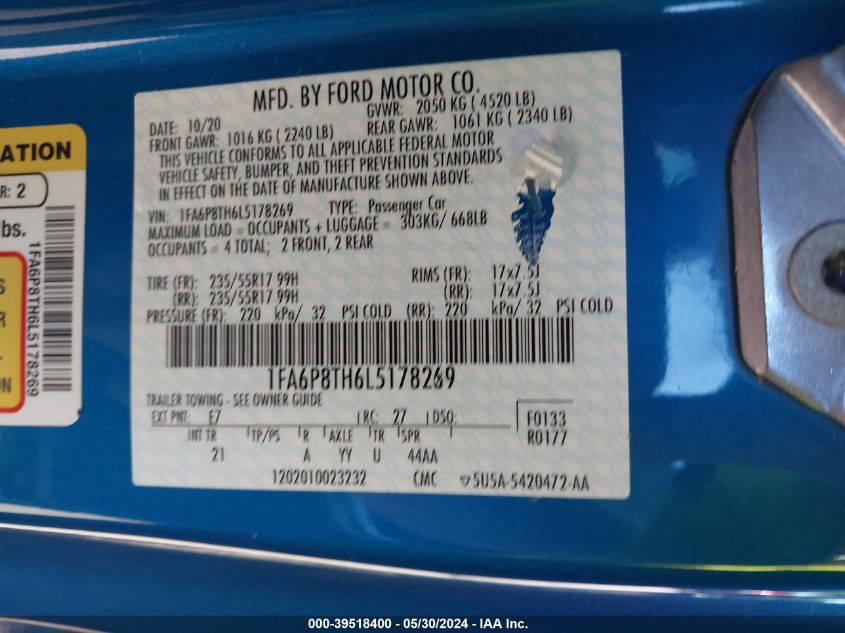 MFD. BY FORD MOTOR CO.
DATE: 10/20 GVWR: 2050 KG ( 4520 LB)
FRONT GAWR: 1016 KG ( 2240 LB) REAR GAWR: 1061 KG ( 2340 LB)
THIS VEHICLE CONFORMS TO ALL APPLICABLE FEDERAL MOTOR
VEHICLE SAFETY, BUMPER, AND THEFT PREVENTION STANDARDS
IN EFFECT ON THE DATE OF MANUFACTURE SHOWN ABOVE.
VIN: 1FA6P8TH6L5178269 TYPE: Passenger Car
MAXIMUM LOAD = OCCUPANTS + LUGGAGE = 303KG/ 668LB
OCCUPANTS = 4 TOTAL; 2 FRONT, 2 REAR
TIRE (FR): 235/55R17 99H RIMS (FR): 17x7.5J
(RR): 235/55R17 99H (RR): 17x7.5J
PRESSURE (FR): 220 kPa/ 32 PSI COLD (RR): 220 kPa/ 32 PSI COLD
1FA6P8TH6L5178269
TRAILER TOWING - SEE OWNER GUIDE
EXT PNT: E7 RC: 27 DSO: F0133
R0177
INT TR TP/PS R AXLE TR SPR
21 A YY U 44AA
1202010023232 CMC 5U5A-5420472-AA
ATION
R: 2
lbs.
1FA6P8TH6L5178269
S
R
ON
000-39518400 - 05/30/2024 - IAA Inc.